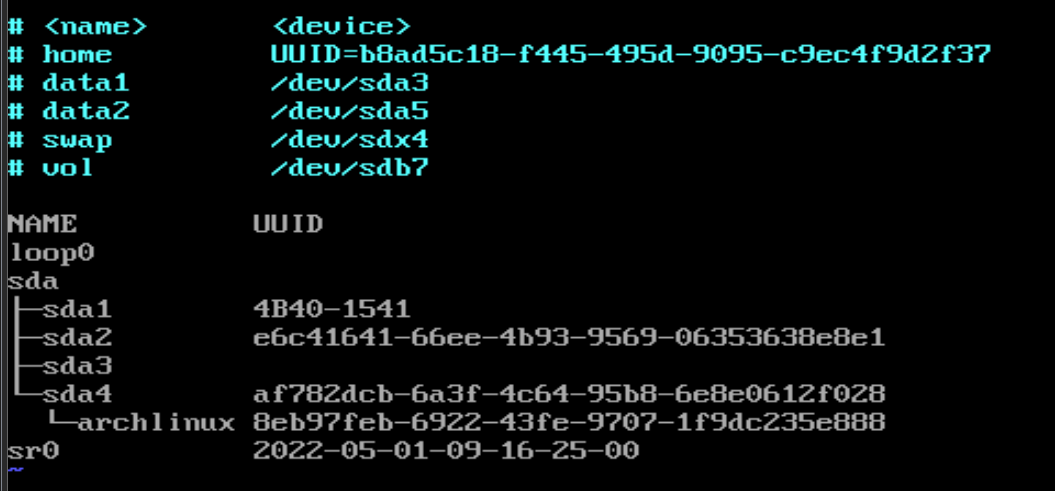 # <name>       <device>
# home         UUID=b8ad5c18-f445-495d-9095-c9ec4f9d2f37
# data1        /dev/sda3
# data2        /dev/sda5
# swap         /dev/sdx4
# vol          /dev/sdb7
NAME          UUID
loop0
sda
├─sda1        4B40-1541
├─sda2        e6c41641-66ee-4b93-9569-06353638e8e1
├─sda3
└─sda4        af782dcb-6a3f-4c64-95b8-6e8e0612f028
  └─archlinux 8eb97feb-6922-43fe-9707-1f9dc235e888
sr0           2022-05-01-09-16-25-00
~